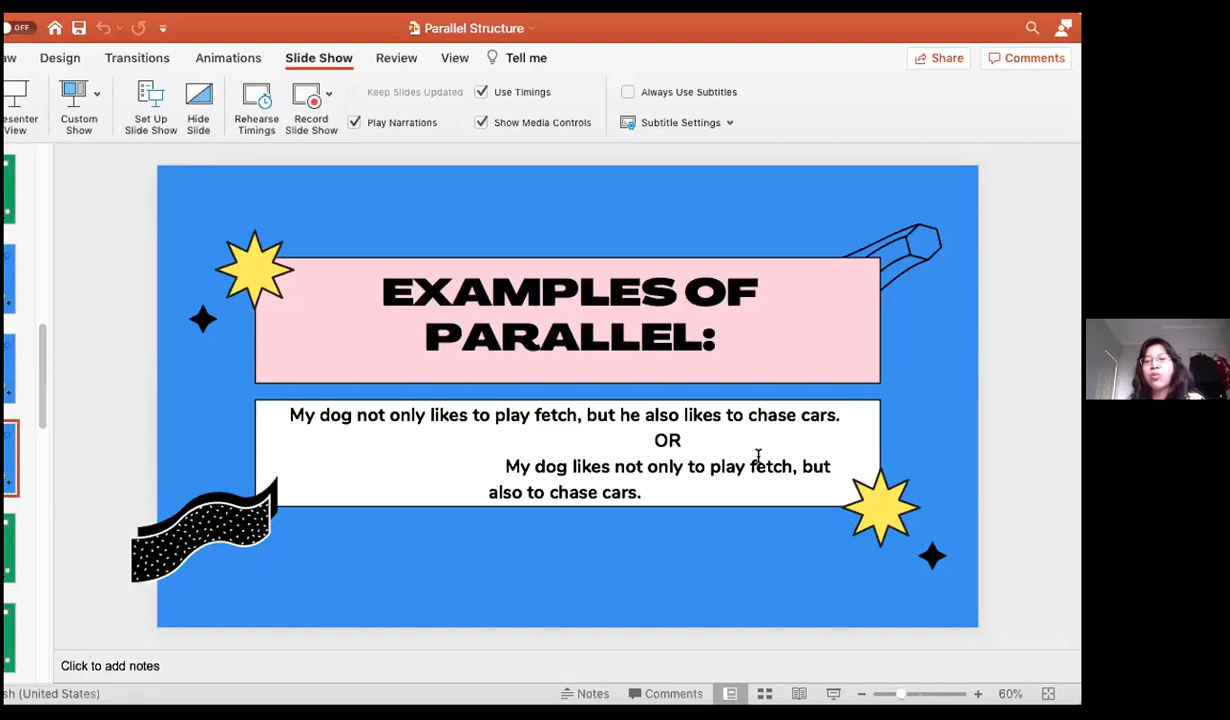 OFF
Parallel Structure
aw Design Transitions Animations Slide Show Review View Tell me Share Comments
esenter View
Custom Show
Set Up Slide Show
Hide Slide
Rehearse Timings
Record Slide Show
Keep Slides Updated Use Timings Always Use Subtitles
Play Narrations Show Media Controls Subtitle Settings
EXAMPLES OF
PARALLEL:
My dog not only likes to play fetch, but he also likes to chase cars.
OR
My dog likes not only to play fetch, but
also to chase cars.
Click to add notes
sh (United States) Notes Comments 60%